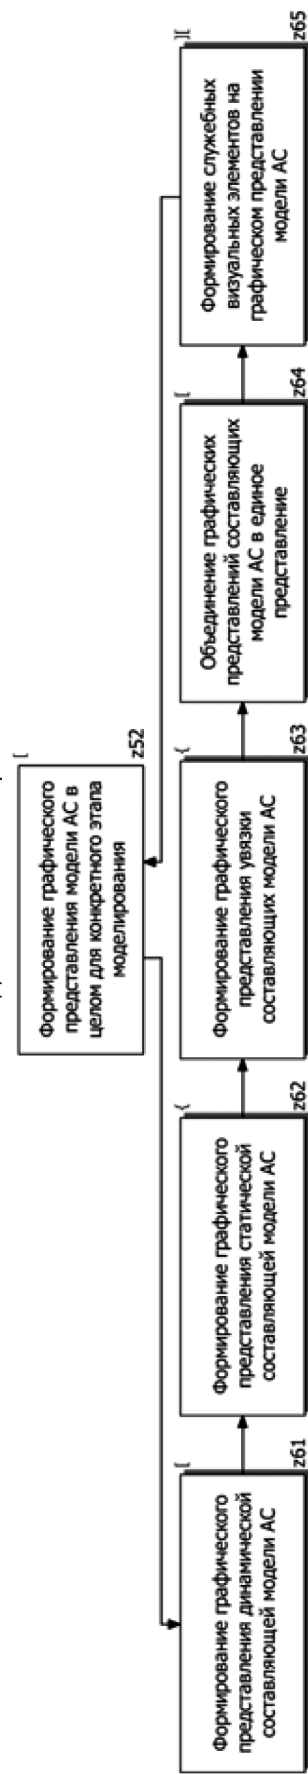 [
Формирование графического
представления модели АС в
целом для конкретного этапа
моделирования
z52
[
Формирование графического
представления динамической
составляющей модели АС
z61
{
Формирование графического
представления статической
составляющей модели АС
z62
{
Формирование графического
представления увязки
составляющих модели АС
z63
[
Объединение графических
представлений составляющих
модели АС в единое
представление
z64
][
Формирование служебных
визуальных элементов на
графическом представлении
модели АС
z65